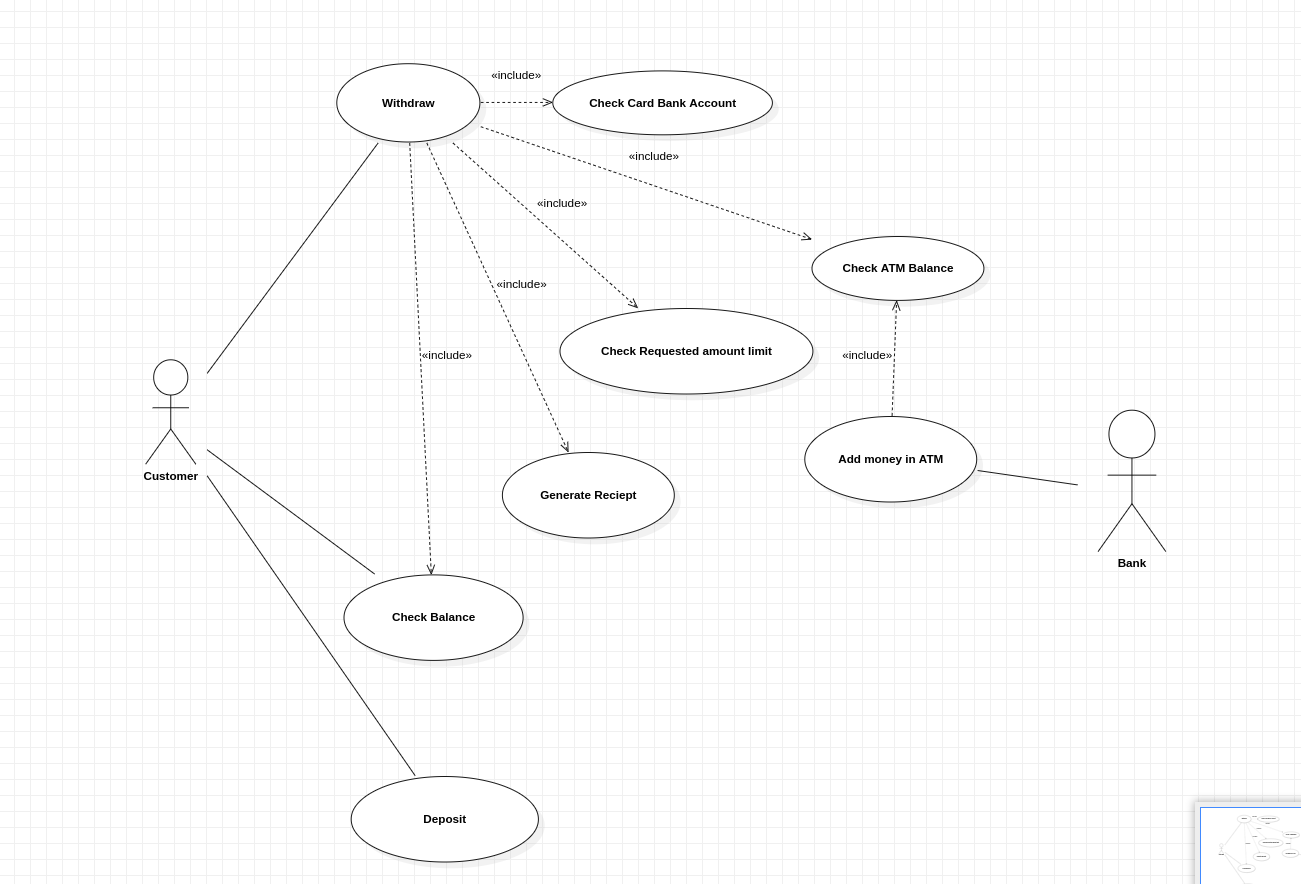 «include»
Withdraw
Check Card Bank Account
«include»
«include»
Check ATM Balance
«include»
Check Requested amount limit
«include»
«include»
Add money in ATM
Customer
Generate Reciept
Bank
Check Balance
Deposit